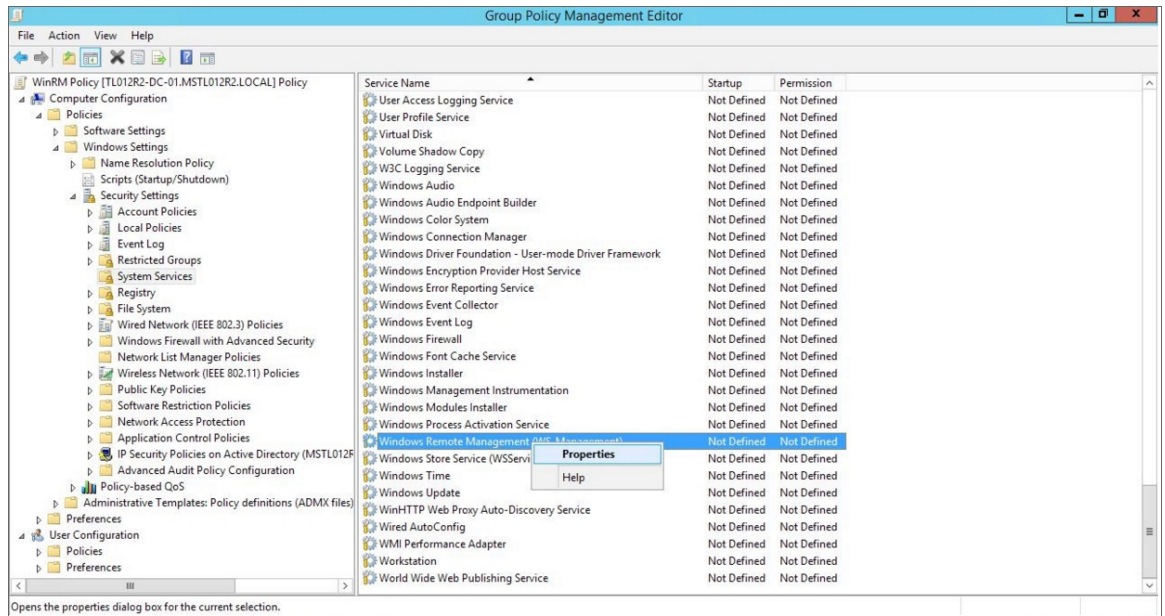 Group Policy Management Editor
File Action View Help
WinRM Policy [TL012R2-DC-01.MSTL012R2.LOCAL] Policy
Computer Configuration
Policies
Software Settings
Windows Settings
Name Resolution Policy
Scripts (Startup/Shutdown)
Security Settings
Account Policies
Local Policies
Event Log
Restricted Groups
System Services
Registry
File System
Wired Network (IEEE 802.3) Policies
Windows Firewall with Advanced Security
Network List Manager Policies
Wireless Network (IEEE 802.11) Policies
Public Key Policies
Software Restriction Policies
Network Access Protection
Application Control Policies
IP Security Policies on Active Directory (MSTL012R
Advanced Audit Policy Configuration
Policy-based QoS
Administrative Templates: Policy definitions (ADMX files)
Preferences
User Configuration
Policies
Preferences
Service Name Startup Permission
User Access Logging Service Not Defined Not Defined
User Profile Service Not Defined Not Defined
Virtual Disk Not Defined Not Defined
Volume Shadow Copy Not Defined Not Defined
W3C Logging Service Not Defined Not Defined
Windows Audio Not Defined Not Defined
Windows Audio Endpoint Builder Not Defined Not Defined
Windows Color System Not Defined Not Defined
Windows Connection Manager Not Defined Not Defined
Windows Driver Foundation - User-mode Driver Framework Not Defined Not Defined
Windows Encryption Provider Host Service Not Defined Not Defined
Windows Error Reporting Service Not Defined Not Defined
Windows Event Collector Not Defined Not Defined
Windows Event Log Not Defined Not Defined
Windows Firewall Not Defined Not Defined
Windows Font Cache Service Not Defined Not Defined
Windows Installer Not Defined Not Defined
Windows Management Instrumentation Not Defined Not Defined
Windows Modules Installer Not Defined Not Defined
Windows Process Activation Service Not Defined Not Defined
Windows Remote Management (WS-Management) Not Defined Not Defined
Windows Store Service (WSServi Not Defined Not Defined
Windows Time Not Defined Not Defined
Windows Update Not Defined Not Defined
WinHTTP Web Proxy Auto-Discovery Service Not Defined Not Defined
Wired AutoConfig Not Defined Not Defined
WMI Performance Adapter Not Defined Not Defined
Workstation Not Defined Not Defined
World Wide Web Publishing Service Not Defined Not Defined
Properties
Help
Opens the properties dialog box for the current selection.